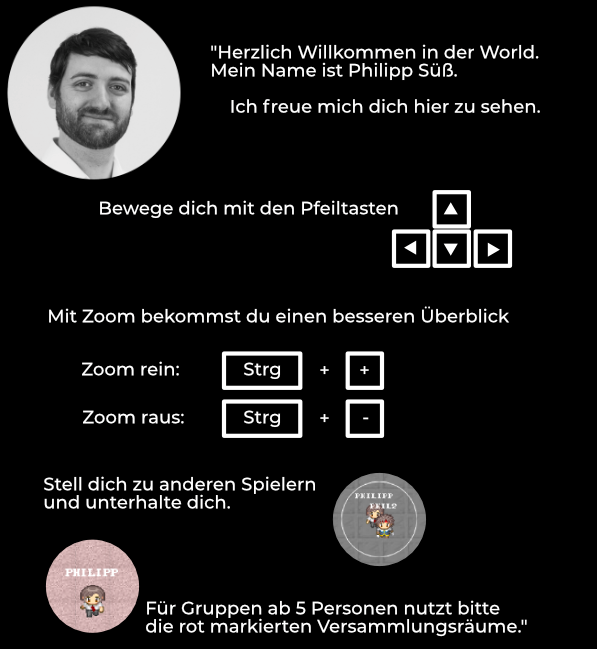 "Herzlich Willkommen in der World.
Mein Name ist Philipp Süß.
Ich freue mich dich hier zu sehen.
Bewege dich mit den Pfeiltasten
Mit Zoom bekommst du einen besseren Überblick
Zoom rein: Strg + +
Zoom raus: Strg + -
Stell dich zu anderen Spielern
und unterhalte dich.
PHILIPP
PHILIPP
Für Gruppen ab 5 Personen nutzt bitte
die rot markierten Versammlungsräume."